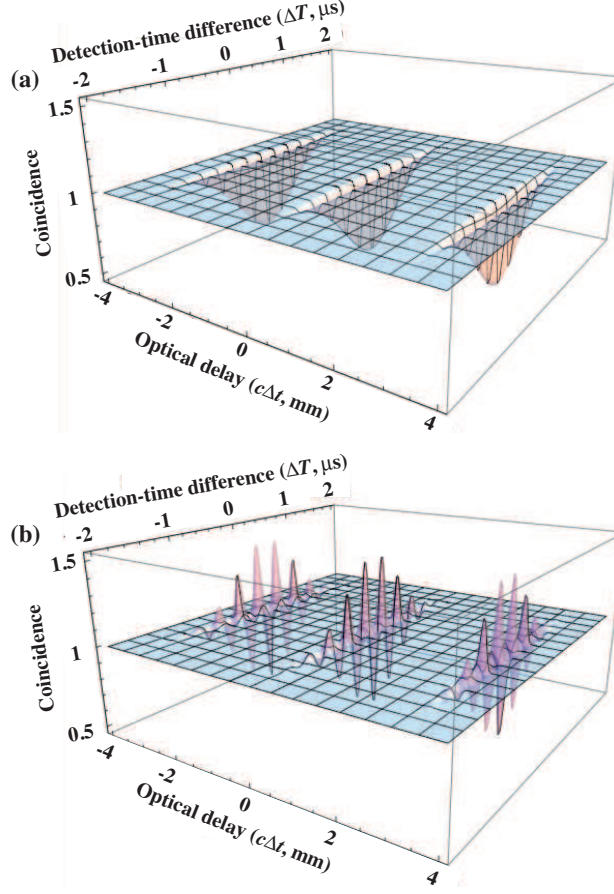 Detection-time difference (ΔT, μs)
-2 -1 0 1 2
(a)
1.5
1
0.5
Coincidence
-4 -2 0 2 4
Optical delay (cΔt, mm)
Detection-time difference (ΔT, μs)
-2 -1 0 1 2
(b)
1.5
1
0.5
Coincidence
-4 -2 0 2 4
Optical delay (cΔt, mm)